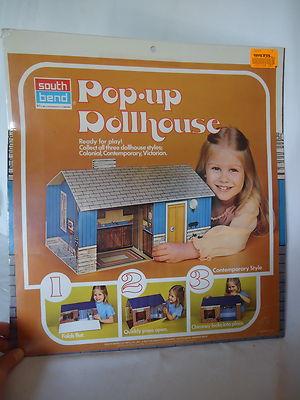 south
bend
Pop-up
Dollhouse
Ready for play!
Collect all three dollhouse styles;
Colonial, Contemporary, Victorian.
Contemporary Style
1
2
3
Folds flat.
Quickly pops open.
Chimney locks into place.